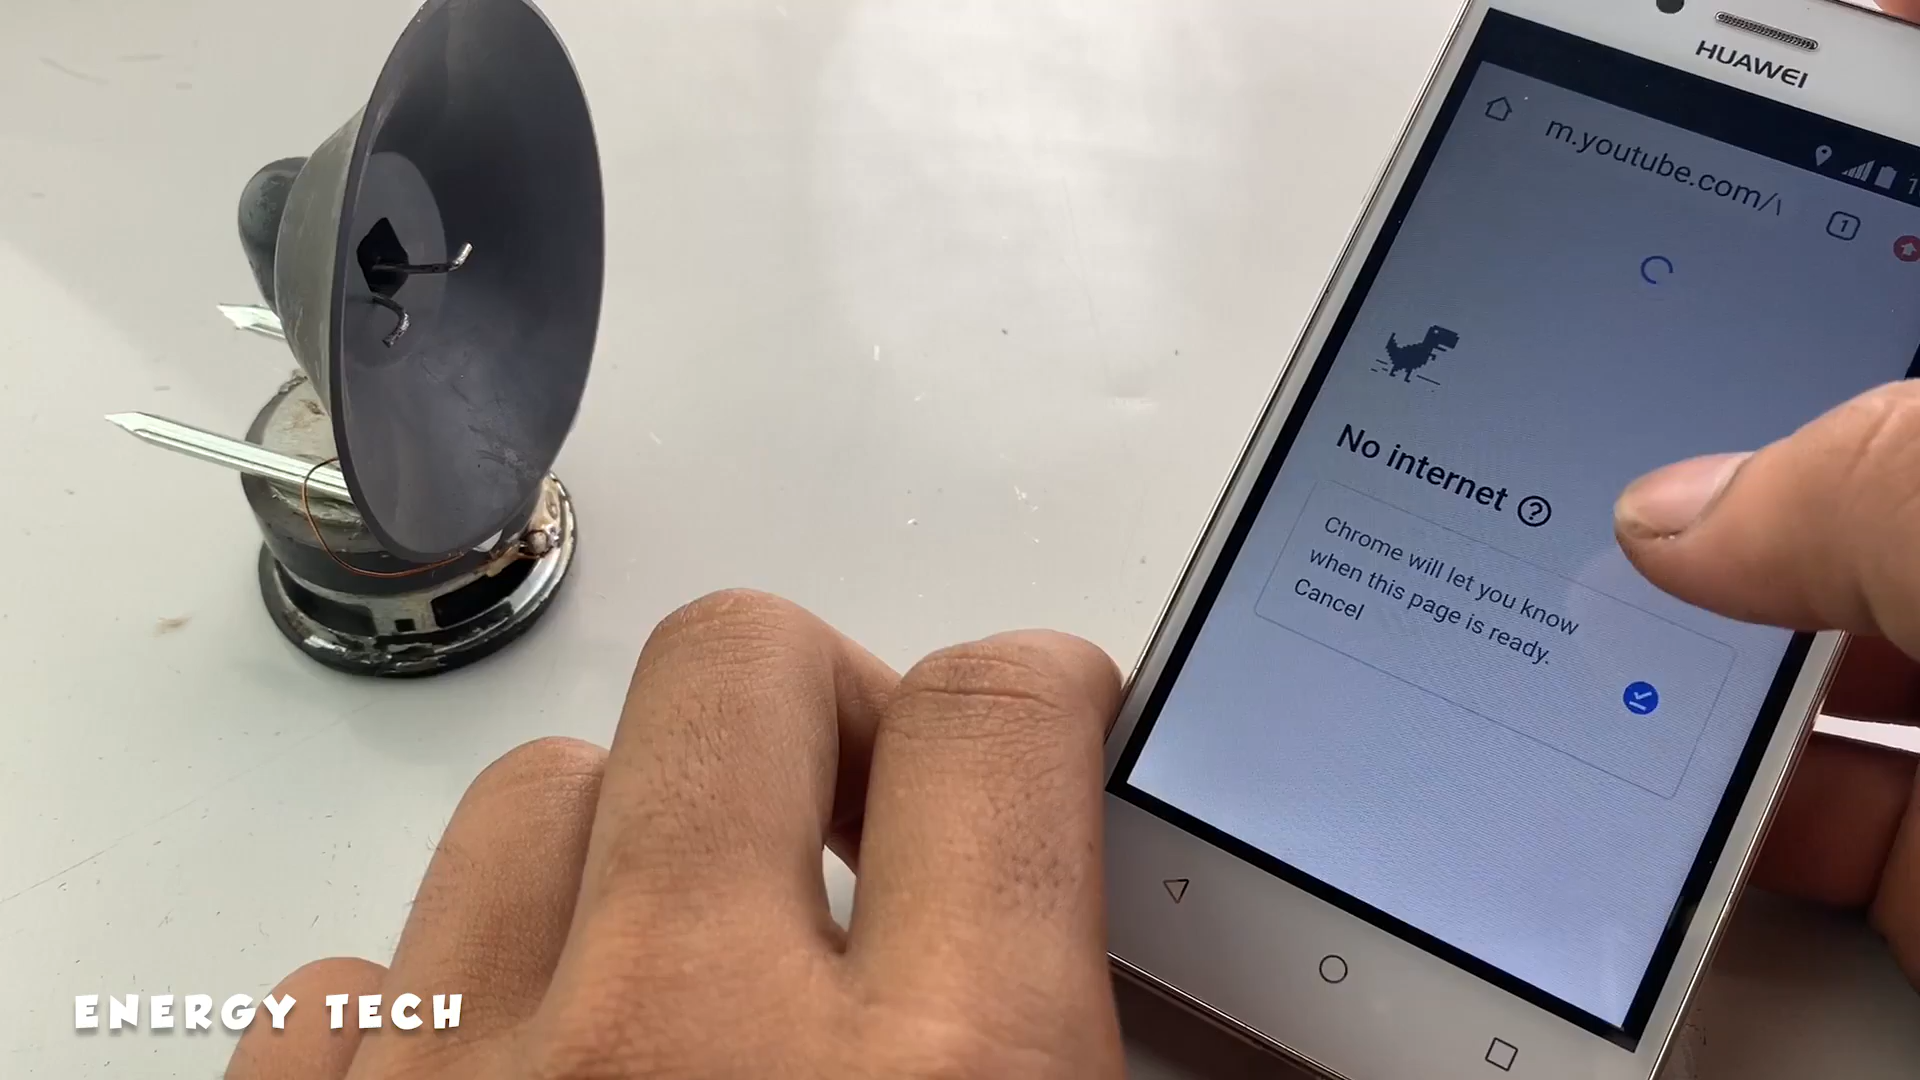 HUAWEI
m.youtube.com/
1
No internet
Chrome will let you know
when this page is ready.
Cancel
ENERGY TECH